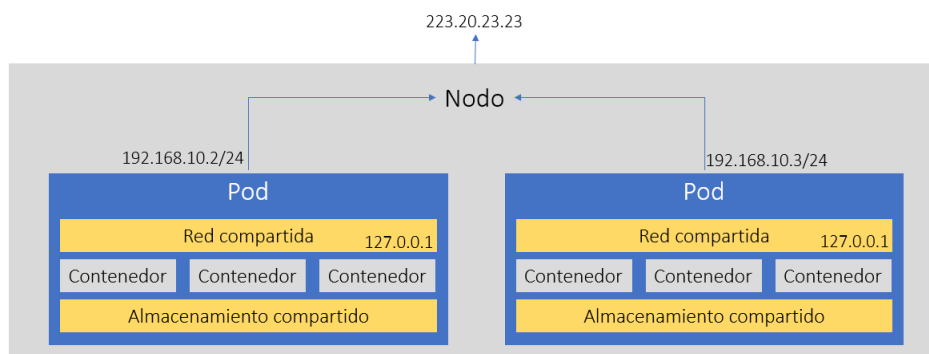 223.20.23.23
Nodo
192.168.10.2/24
192.168.10.3/24
Pod
Red compartida
127.0.0.1
Contenedor
Contenedor
Contenedor
Almacenamiento compartido
Pod
Red compartida
127.0.0.1
Contenedor
Contenedor
Contenedor
Almacenamiento compartido